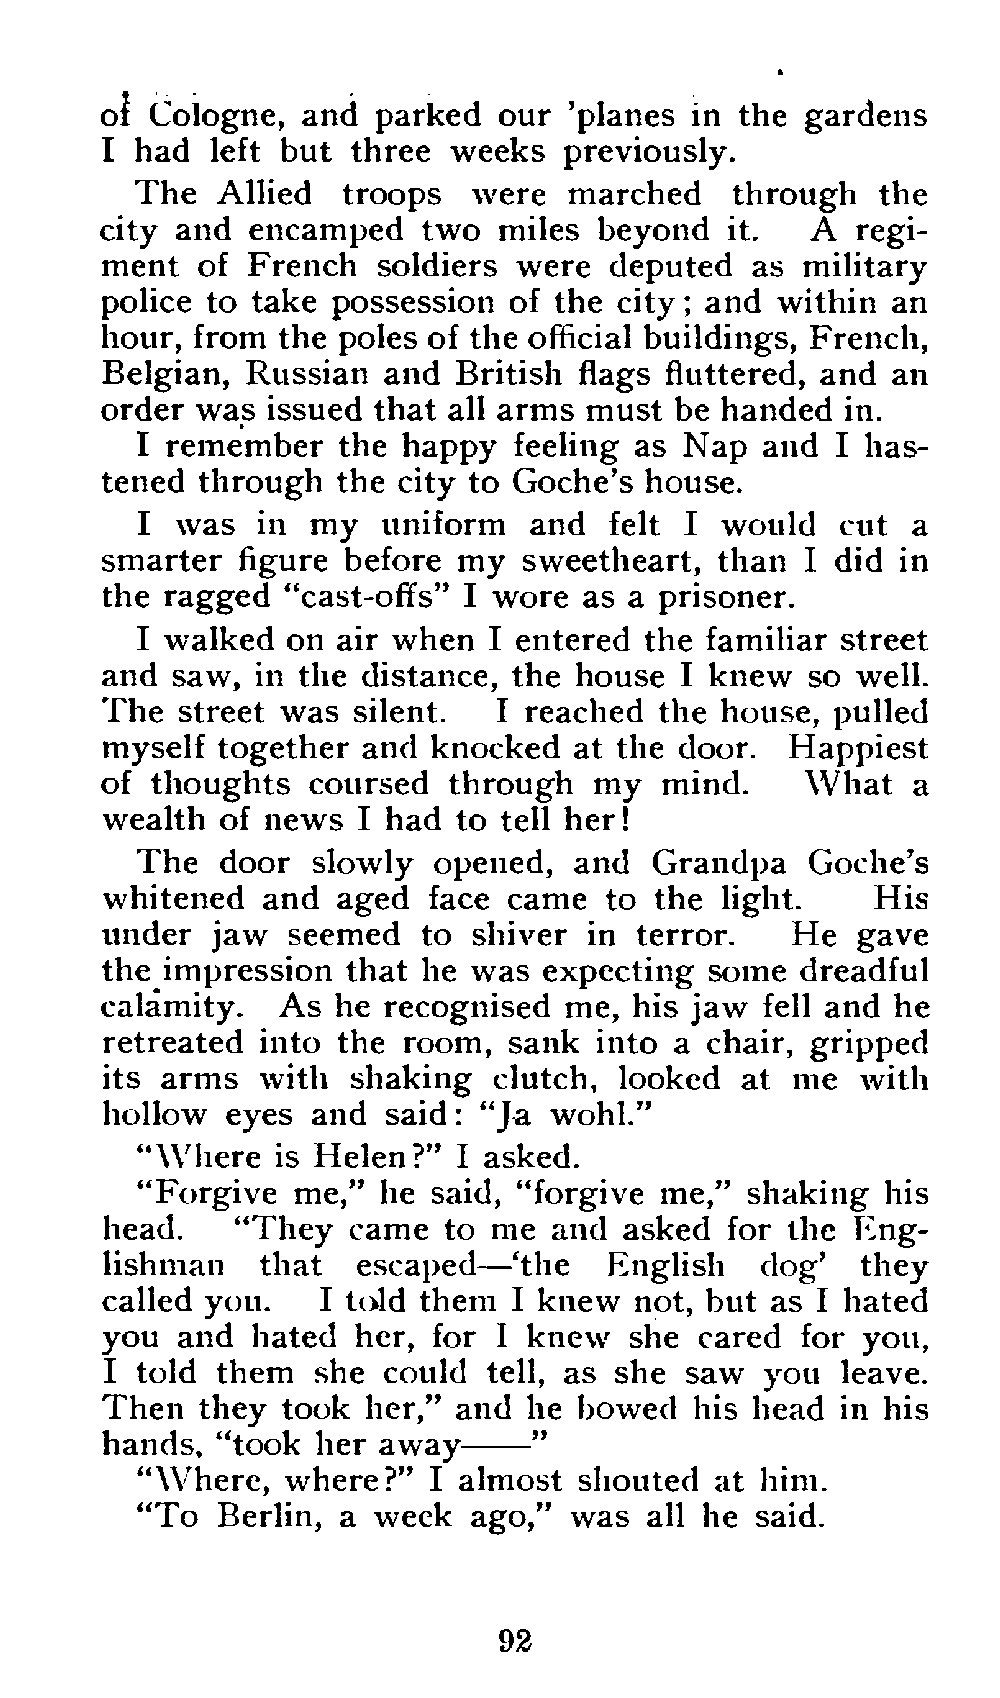 of Cologne, and parked our 'planes in the gardens
I had left but three weeks previously.
The Allied troops were marched through the
city and encamped two miles beyond it. A regi-
ment of French soldiers were deputed as military
police to take possession of the city; and within an
hour, from the poles of the official buildings, French,
Belgian, Russian and British flags fluttered, and an
order was issued that all arms must be handed in.
I remember the happy feeling as Nap and I has-
tened through the city to Goche's house.
I was in my uniform and felt I would cut a
smarter figure before my sweetheart, than I did in
the ragged "cast-offs" I wore as a prisoner.
I walked on air when I entered the familiar street
and saw, in the distance, the house I knew so well.
The street was silent. I reached the house, pulled
myself together and knocked at the door. Happiest
of thoughts coursed through my mind. What a
wealth of news I had to tell her!
The door slowly opened, and Grandpa Goche's
whitened and aged face came to the light. His
under jaw seemed to shiver in terror. He gave
the impression that he was expecting some dreadful
calamity. As he recognised me, his jaw fell and he
retreated into the room, sank into a chair, gripped
its arms with shaking clutch, looked at me with
hollow eyes and said: "Ja wohl."
"Where is Helen?" I asked.
"Forgive me," he said, "forgive me," shaking his
head. "They came to me and asked for the Eng-
lishman that escaped—'the English dog' they
called you. I told them I knew not, but as I hated
you and hated her, for I knew she cared for you,
I told them she could tell, as she saw you leave.
Then they took her," and he bowed his head in his
hands, "took her away——"
"Where, where?" I almost shouted at him.
"To Berlin, a week ago," was all he said.
92